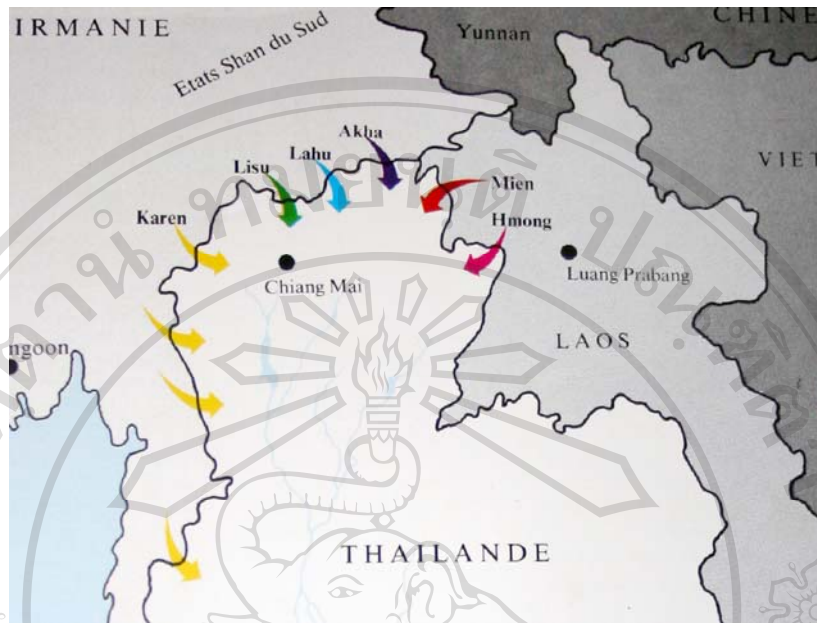 IRMANIE
CHINE
Yunnan
Etats Shan du Sud
Akha
Lahu
Lisu
VIET
Mien
Karen
Hmong
Chiang Mai
Luang Prabang
LAOS
ngoon
THAILANDE